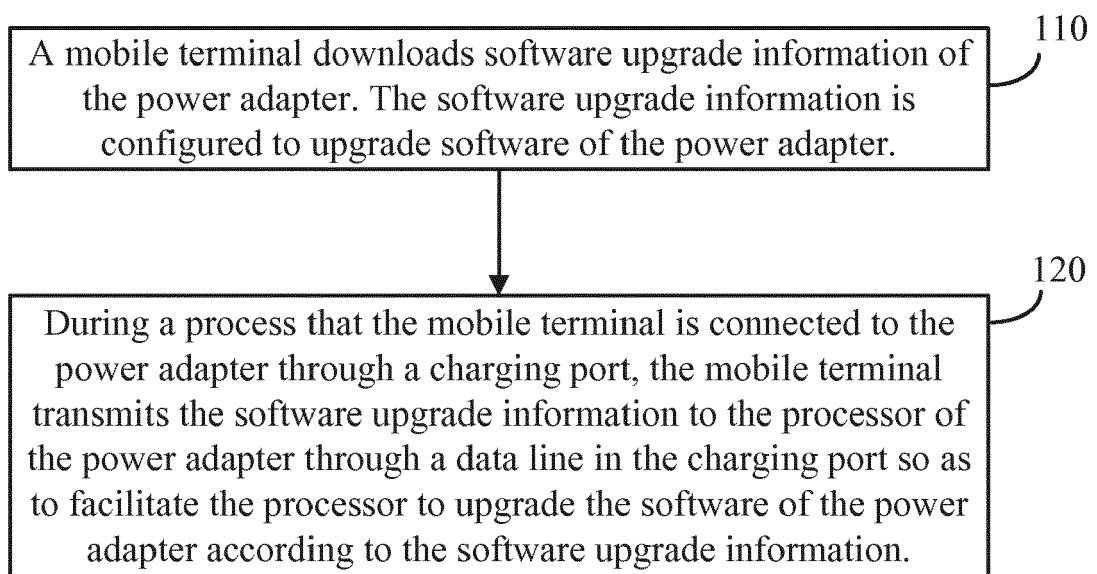 110
A mobile terminal downloads software upgrade information of
the power adapter. The software upgrade information is
configured to upgrade software of the power adapter.
120
During a process that the mobile terminal is connected to the
power adapter through a charging port, the mobile terminal
transmits the software upgrade information to the processor of
the power adapter through a data line in the charging port so as
to facilitate the processor to upgrade the software of the power
adapter according to the software upgrade information.